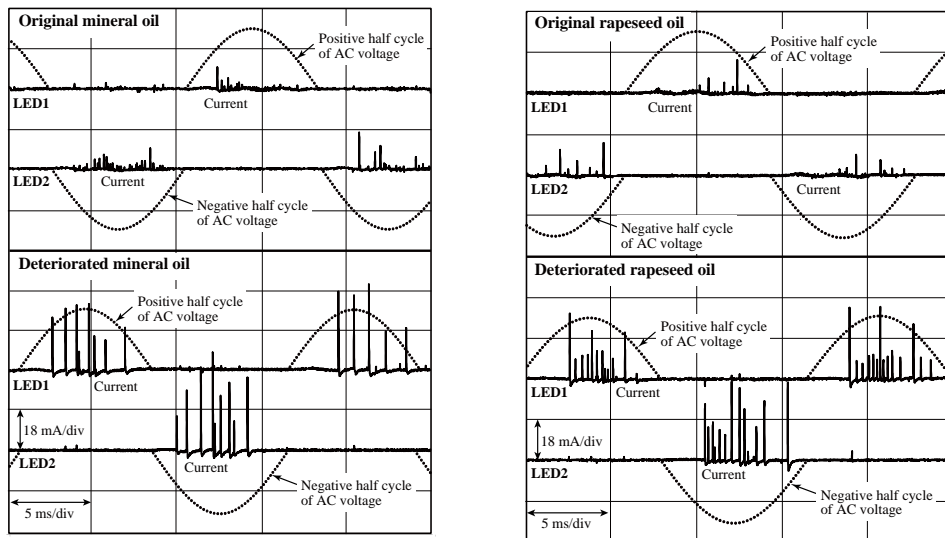 Original mineral oil
Positive half cycle
of AC voltage
LED1
Current
LED2
Current
Negative half cycle
of AC voltage
Deteriorated mineral oil
Positive half cycle
of AC voltage
LED1
Current
18 mA/div
LED2
Current
Negative half cycle
of AC voltage
5 ms/div
Original rapeseed oil
Positive half cycle
of AC voltage
Current
LED1
LED2
Current
Negative half cycle
of AC voltage
Deteriorated rapeseed oil
Positive half cycle
of AC voltage
LED1
Current
18 mA/div
LED2
Current
Negative half cycle
of AC voltage
5 ms/div